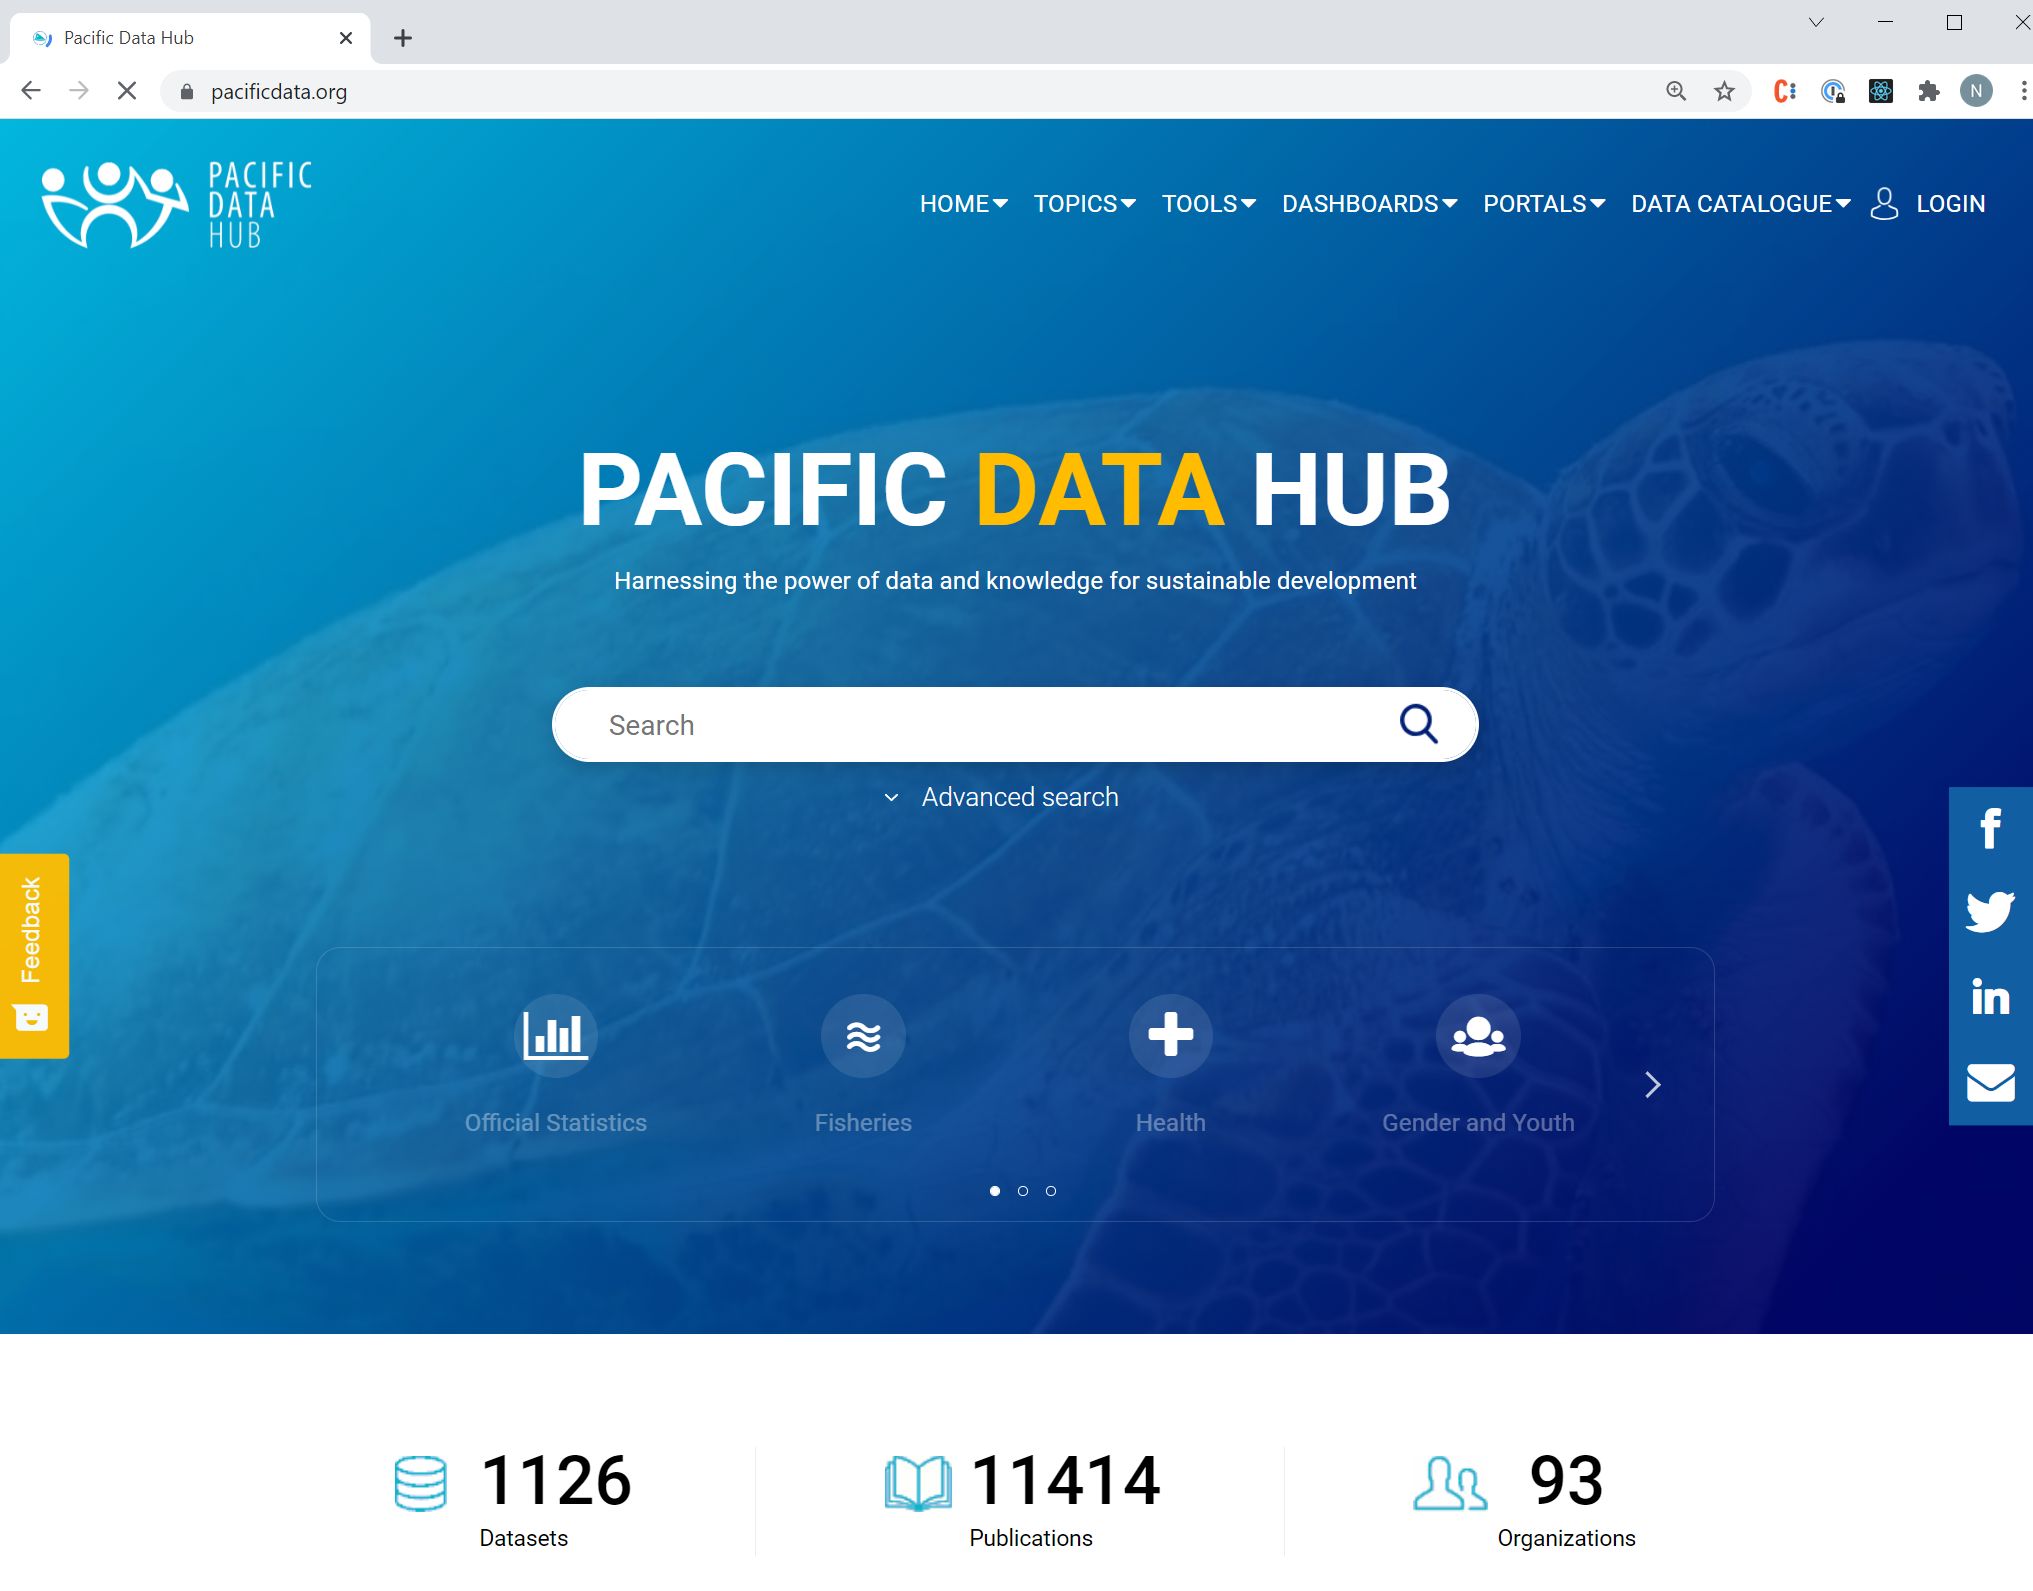 Pacific Data Hub
pacificdata.org
N
PACIFIC
DATA
HUB
HOME TOPICS TOOLS DASHBOARDS PORTALS DATA CATALOGUE LOGIN
PACIFIC DATA HUB
Harnessing the power of data and knowledge for sustainable development
Search
Advanced search
Feedback
Official Statistics Fisheries Health Gender and Youth
1126 11414 93
Datasets Publications Organizations